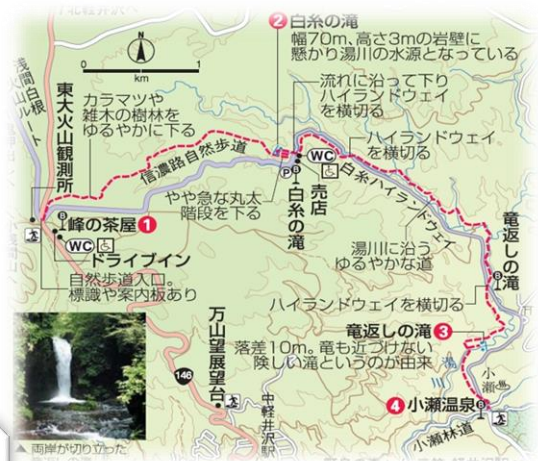 北軽井沢
❷白糸の滝
幅70m、高さ3mの岩壁に
懸かり湯川の水源となっている
0 1
km
浅間白根
火山ルート
東大火山観測所
カラマツや
雑木の樹林を
ゆるやかに下る
流れに沿って下り
ハイランドウェイ
を横切る
ハイランドウェイ
を横切る
信濃路自然歩道
WC
P
売店
白糸の滝
白糸ハイランドウェイ
やや急な丸太
階段を下る
峰の茶屋❶
WC
ドライブイン
自然歩道入口。
標識や案内板あり
湯川に沿う
ゆるやかな道
竜返しの滝
ハイランドウェイを横切る
竜返しの滝❸
落差10m。竜も近づけない
険しい滝というのが由来
万山望展望台
146
中軽井沢駅
小瀬
❹小瀬温泉
小瀬林道
▲両岸が切り立った